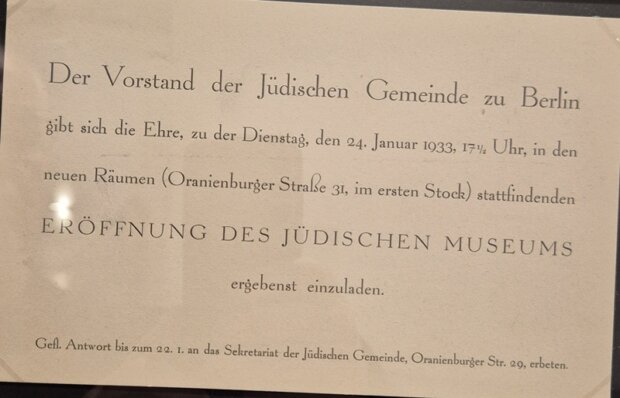 Der Vorstand der Jüdischen Gemeinde zu Berlin
gibt sich die Ehre, zu der Dienstag, den 24. Januar 1933, 17½ Uhr, in den
neuen Räumen (Oranienburger Straße 31, im ersten Stock) stattfindenden
ERÖFFNUNG DES JÜDISCHEN MUSEUMS
ergebenst einzuladen.
Gefl. Antwort bis zum 22. 1. an das Sekretariat der Jüdischen Gemeinde, Oranienburger Str. 29, erbeten.